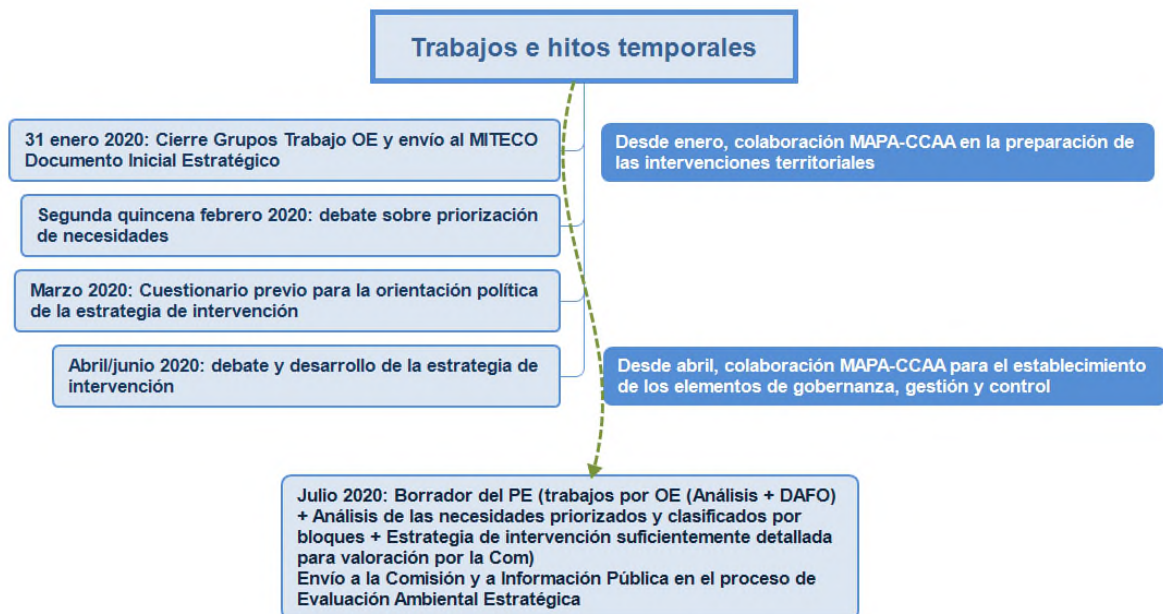 Trabajos e hitos temporales
31 enero 2020: Cierre Grupos Trabajo OE y envío al MITECO
Documento Inicial Estratégico
Desde enero, colaboración MAPA-CCAA en la preparación de
las intervenciones territoriales
Segunda quincena febrero 2020: debate sobre priorización
de necesidades
Marzo 2020: Cuestionario previo para la orientación política
de la estrategia de intervención
Abril/junio 2020: debate y desarrollo de la estrategia de
intervención
Desde abril, colaboración MAPA-CCAA para el establecimiento
de los elementos de gobernanza, gestión y control
Julio 2020: Borrador del PE (trabajos por OE (Análisis + DAFO)
+ Análisis de las necesidades priorizados y clasificados por
bloques + Estrategia de intervención suficientemente detallada
para valoración por la Com)
Envío a la Comisión y a Información Pública en el proceso de
Evaluación Ambiental Estratégica